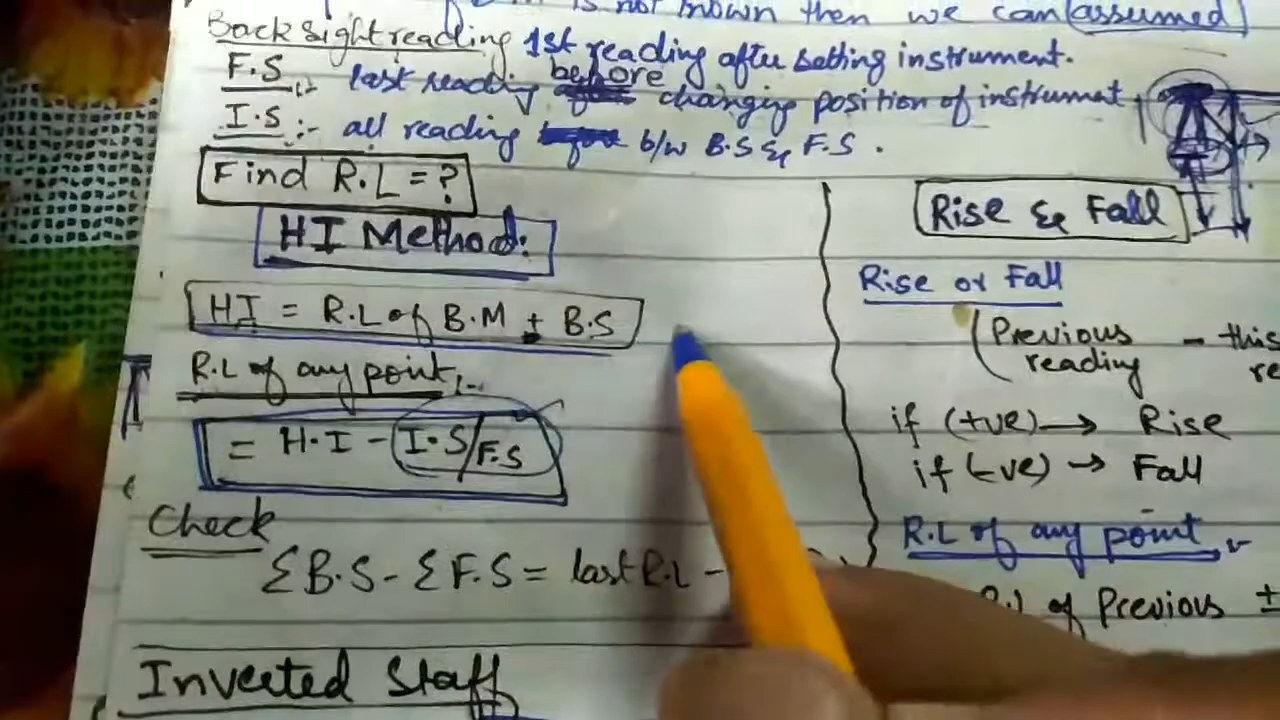 is not known then we can (assumed)
Back sight reading 1st reading after setting instrument.
F.S :- last reading before changing position of instrumet
I.S :- all reading b/w B.S & F.S .
Find R.L = ?
HI Method:
HI = R.L of B.M + B.S
R.L of any point :-
= H.I - I.S/F.S
Check
ΣB.S - ΣF.S = last R.L -
Inverted Staff
Rise & Fall
Rise or Fall
(Previous reading - this
if (+ve) → Rise
if (-ve) → Fall
R.L of any point
of Previous ±